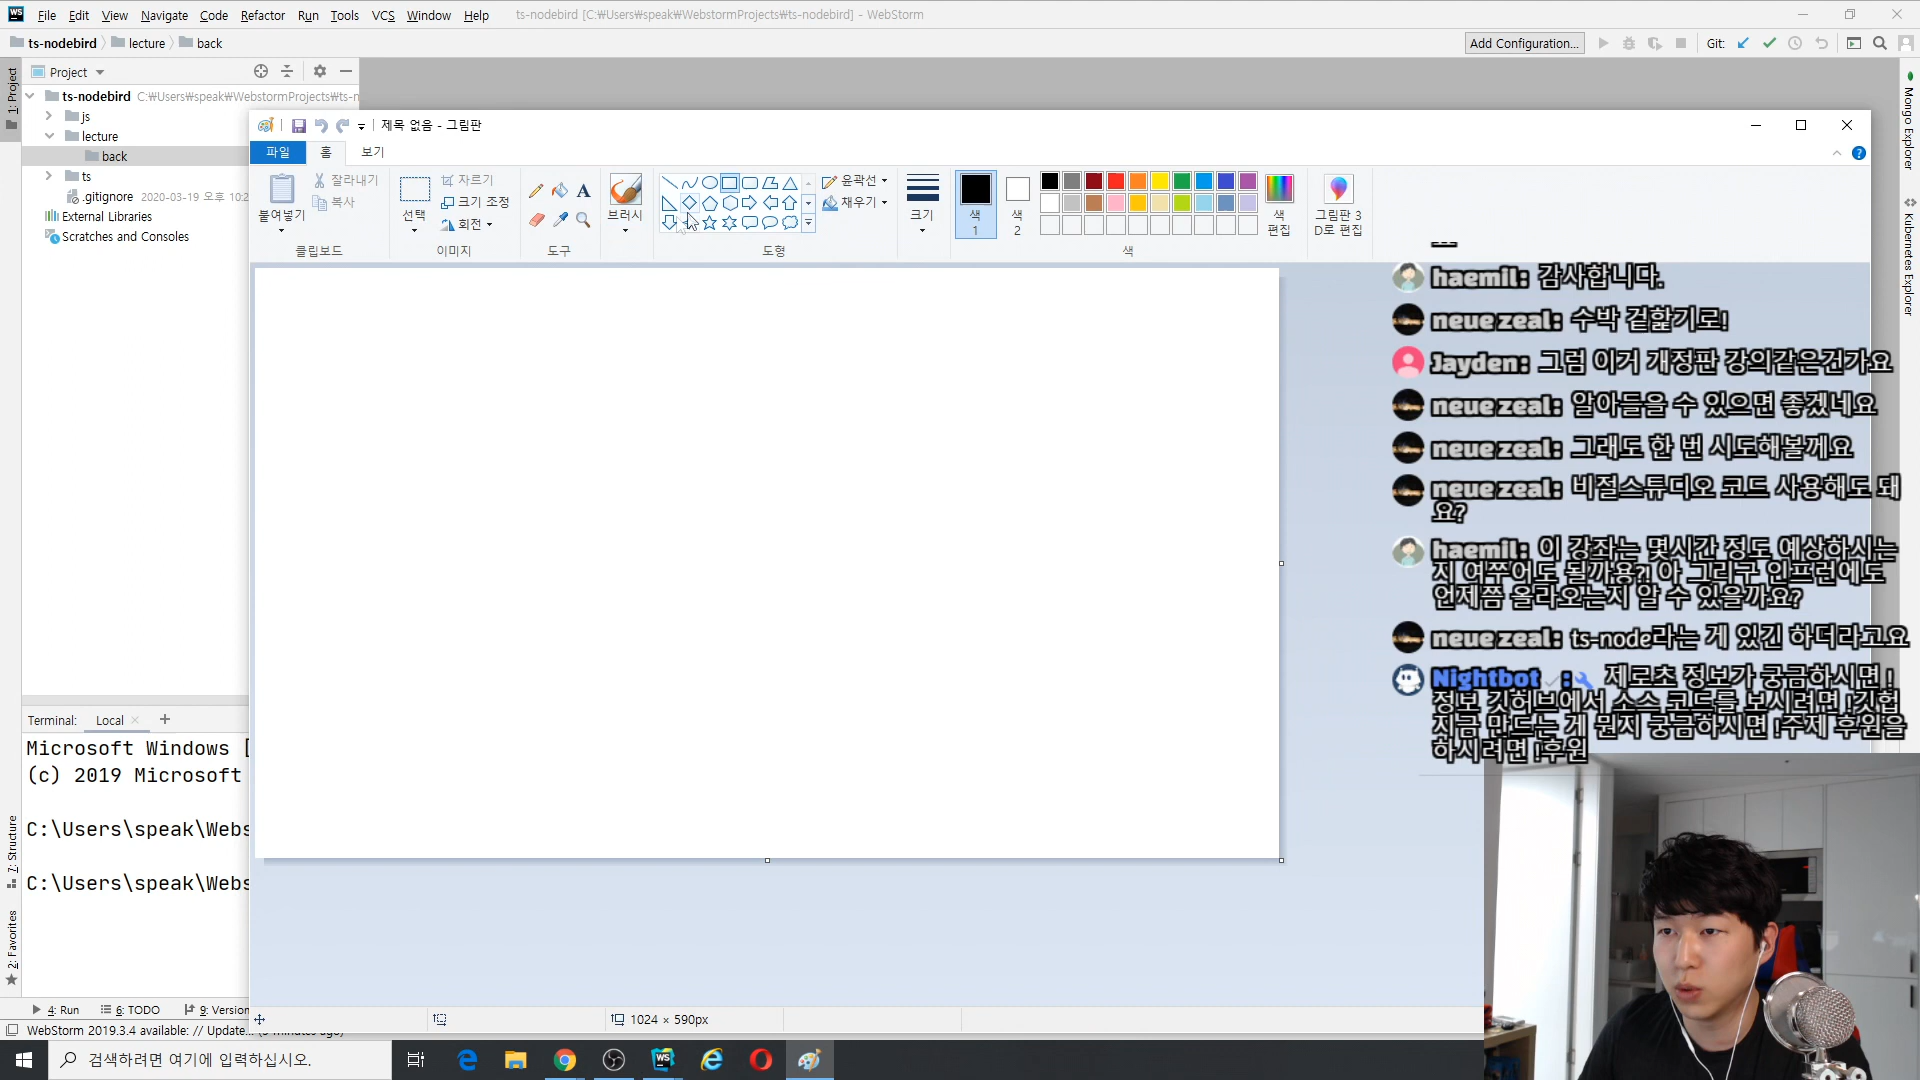 File Edit View Navigate Code Refactor Run Tools VCS Window Help ts-nodebird [C:₩Users₩speak₩WebstormProjects₩ts-nodebird] - WebStorm
ts-nodebird lecture back
Add Configuration...
Git:
1: Project
Project
ts-nodebird C:₩Users₩speak₩WebstormProjects₩ts-n
js
lecture
back
ts
.gitignore 2020-03-19 오후 10:2
External Libraries
Scratches and Consoles
제목 없음 - 그림판
파일 홈 보기
붙여넣기
잘라내기
복사
클립보드
선택
자르기
크기 조정
회전
이미지
도구
브러시
윤곽선
채우기
도형
크기
색
1
색
2
색
편집
색
그림판 3
D로 편집
Mongo Explorer
Kubernetes Explorer
haemil: 감사합니다.
neue zeal: 수박 겉핥기로!
Jayden: 그럼 이거 개정판 강의같은건가요
neue zeal: 알아들을 수 있으면 좋겠네요
neue zeal: 그래도 한 번 시도해볼께요
neue zeal: 비절스튜디오 코드 사용해도 돼
요?
haemil: 이 강좌는 몇시간 정도 예상하시는
지 여쭈어도 될까용?! 아 그리구 인프런에도
언제쯤 올라오는지 알 수 있을까요?
neue zeal: ts-node라는 게 있긴 하더라고요
Nightbot : 제로초 정보가 궁금하시면 !
정보 깃허브에서 소스 코드를 보시려면 !깃헙
지금 만드는 게 뭔지 궁금하시면 !주제 후원을
하시려면 !후원
Terminal: Local
Microsoft Windows [
(c) 2019 Microsoft
C:\Users\speak\Webs
C:\Users\speak\Webs
7: Structure
2: Favorites
4: Run 6: TODO 9: Version
WebStorm 2019.3.4 available: // Update...
1024 × 590px
검색하려면 여기에 입력하십시오.